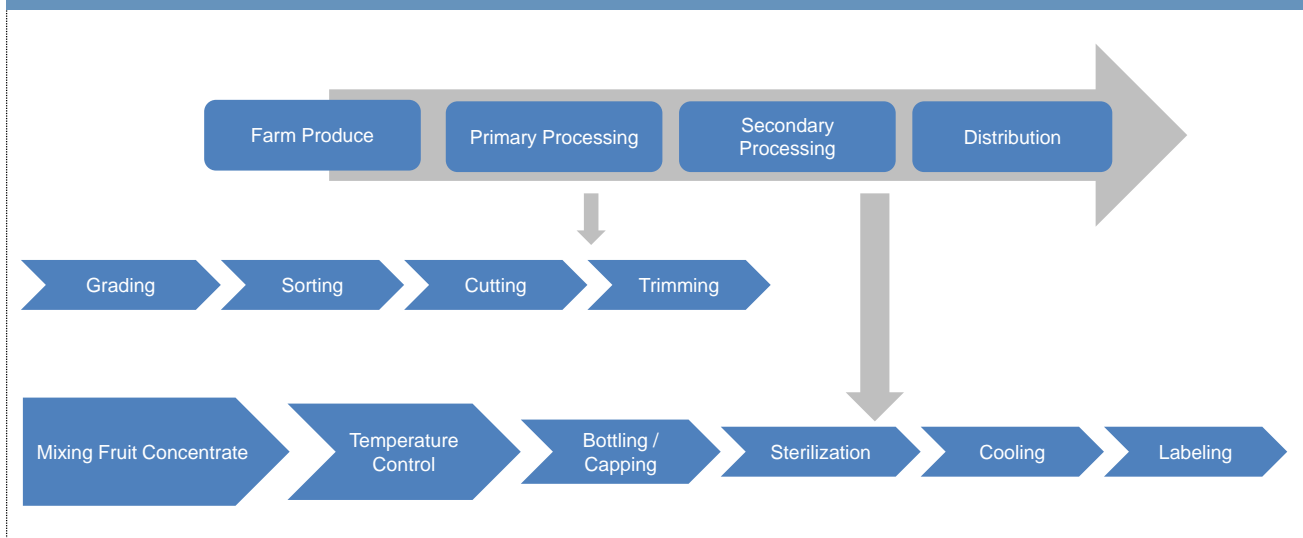 Farm Produce
Primary Processing
Secondary
Processing
Distribution
Grading
Sorting
Cutting
Trimming
Mixing Fruit Concentrate
Temperature
Control
Bottling /
Capping
Sterilization
Cooling
Labeling